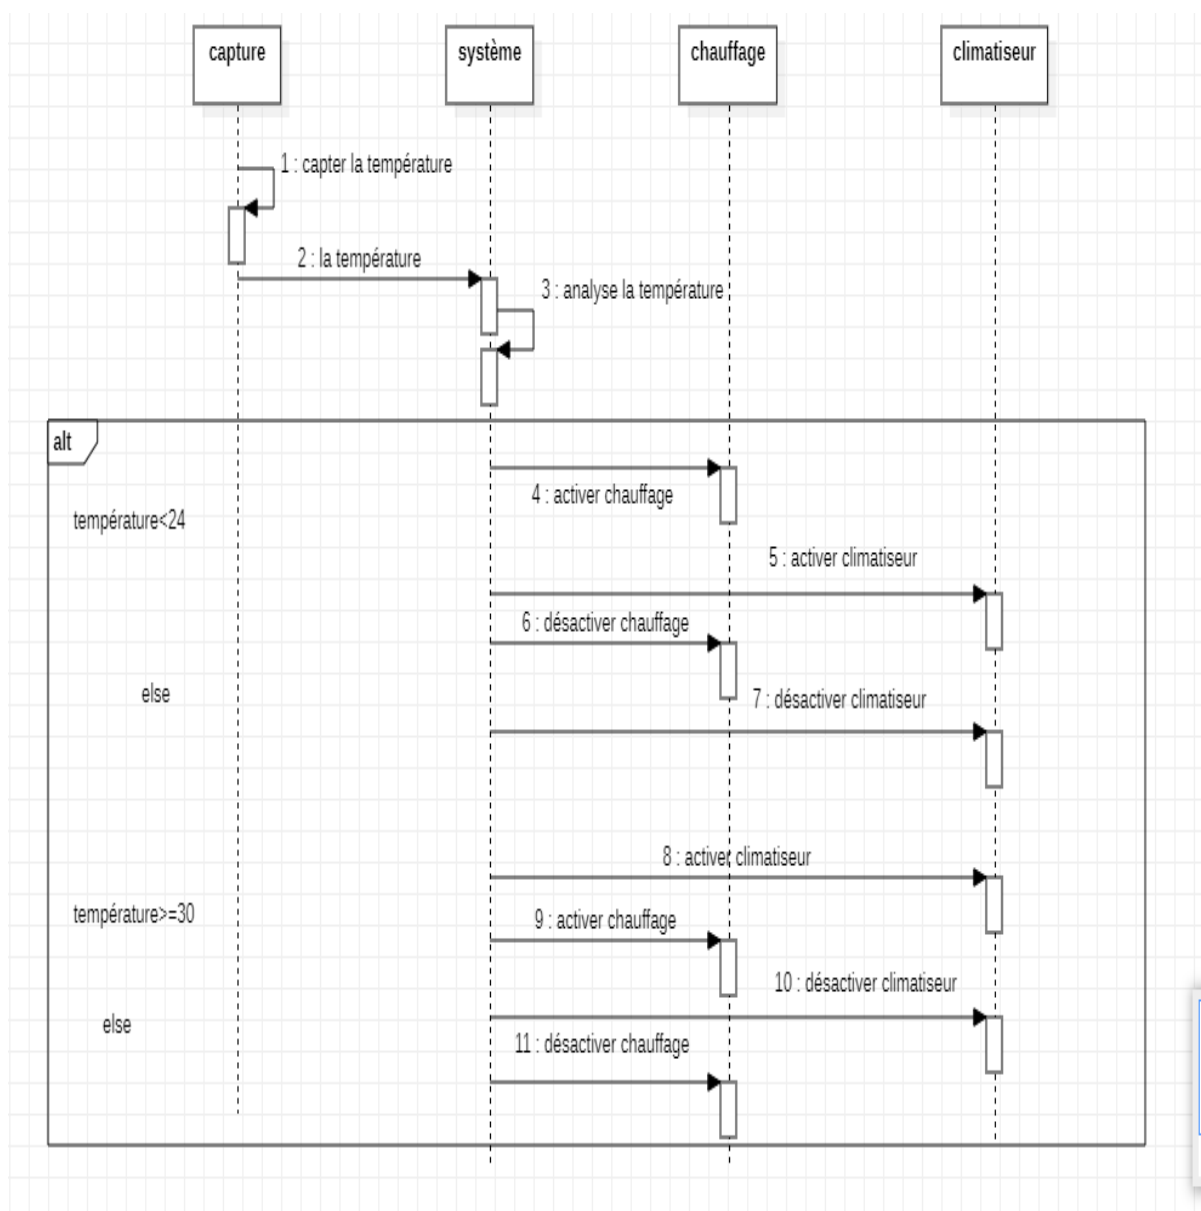 capture
système
chauffage
climatiseur
1 : capter la température
2 : la température
3 : analyse la température
alt
4 : activer chauffage
température<24
5 : activer climatiseur
6 : désactiver chauffage
else
7 : désactiver climatiseur
8 : activer climatiseur
température>=30
9 : activer chauffage
10 : désactiver climatiseur
else
11 : désactiver chauffage